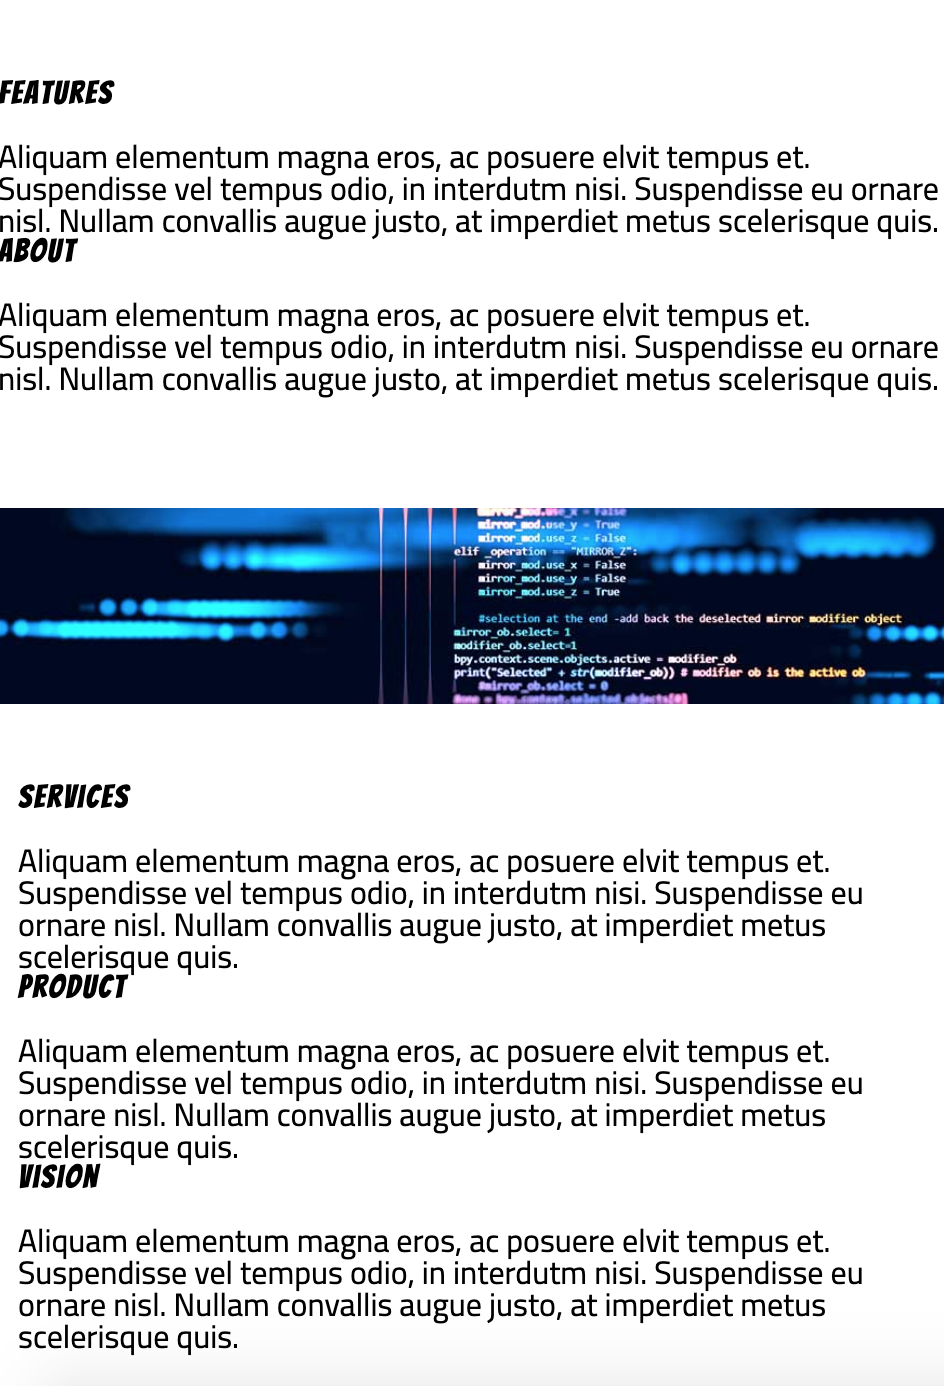 FEATURES
Aliquam elementum magna eros, ac posuere elvit tempus et.
Suspendisse vel tempus odio, in interdutm nisi. Suspendisse eu ornare
nisl. Nullam convallis augue justo, at imperdiet metus scelerisque quis.
ABOUT
Aliquam elementum magna eros, ac posuere elvit tempus et.
Suspendisse vel tempus odio, in interdutm nisi. Suspendisse eu ornare
nisl. Nullam convallis augue justo, at imperdiet metus scelerisque quis.
mirror_mod.use_x = False
mirror_mod.use_y = True
mirror_mod.use_z = False
elif _operation == "MIRROR_Z":
mirror_mod.use_x = False
mirror_mod.use_y = False
mirror_mod.use_z = True
#selection at the end -add back the deselected mirror modifier object
mirror_ob.select= 1
modifier_ob.select=1
bpy.context.scene.objects.active = modifier_ob
print("Selected" + str(modifier_ob)) # modifier ob is the active ob
#mirror_ob.select = 0
= bpy.context.selected_objects[0]
SERVICES
Aliquam elementum magna eros, ac posuere elvit tempus et.
Suspendisse vel tempus odio, in interdutm nisi. Suspendisse eu
ornare nisl. Nullam convallis augue justo, at imperdiet metus
scelerisque quis.
PRODUCT
Aliquam elementum magna eros, ac posuere elvit tempus et.
Suspendisse vel tempus odio, in interdutm nisi. Suspendisse eu
ornare nisl. Nullam convallis augue justo, at imperdiet metus
scelerisque quis.
VISION
Aliquam elementum magna eros, ac posuere elvit tempus et.
Suspendisse vel tempus odio, in interdutm nisi. Suspendisse eu
ornare nisl. Nullam convallis augue justo, at imperdiet metus
scelerisque quis.